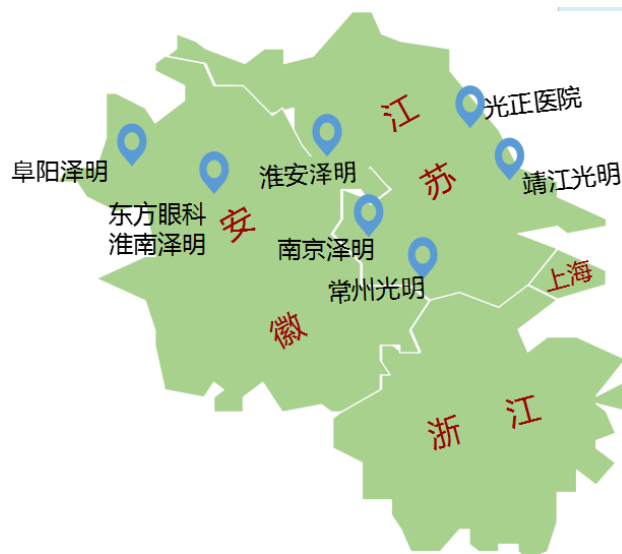 江
苏
光正医院
靖江光明
淮安泽明
阜阳泽明
东方眼科
淮南泽明
安
徽
南京泽明
常州光明
上海
浙江